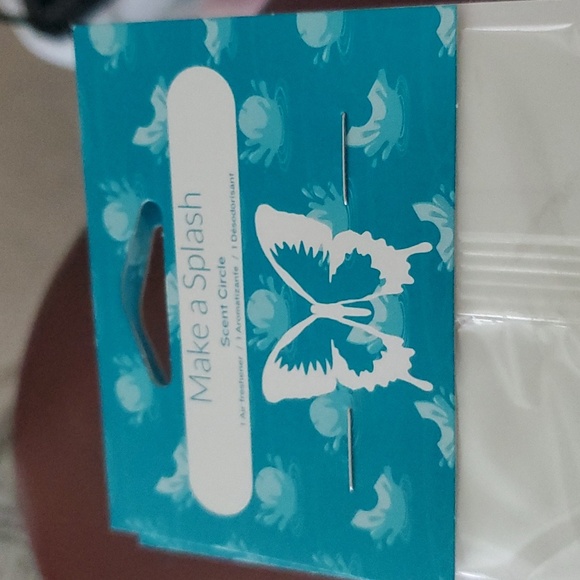 Make a Splash
Scent Circle
1 Air freshener / 1 Aromatizante / 1 Désodorisant